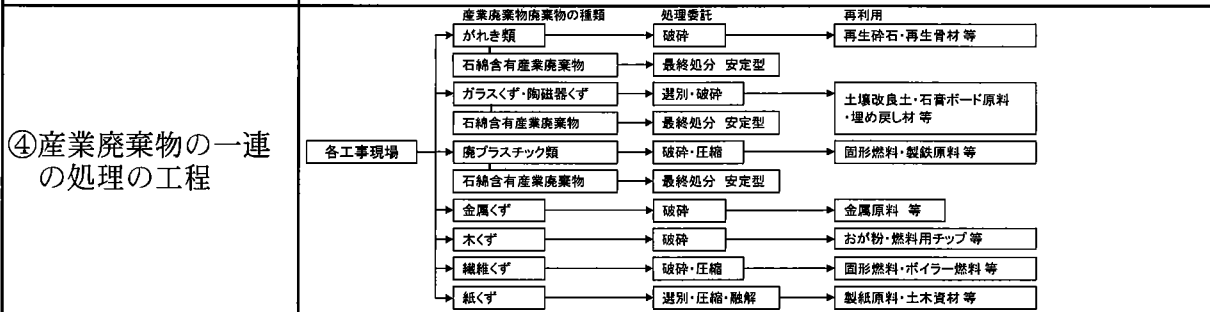 ④産業廃棄物の一連
の処理の工程
産業廃棄物廃棄物の種類 処理委託 再利用
がれき類 破砕 再生砕石・再生骨材 等
石綿含有産業廃棄物 最終処分 安定型
ガラスくず・陶磁器くず 選別・破砕 土壌改良土・石膏ボード原料
・埋め戻し材 等
石綿含有産業廃棄物 最終処分 安定型
各工事現場 廃プラスチック類 破砕・圧縮 固形燃料・製鉄原料 等
石綿含有産業廃棄物 最終処分 安定型
金属くず 破砕 金属原料 等
木くず 破砕 おが粉・燃料用チップ 等
繊維くず 破砕・圧縮 固形燃料・ボイラー燃料 等
紙くず 選別・圧縮・融解 製紙原料・土木資材 等